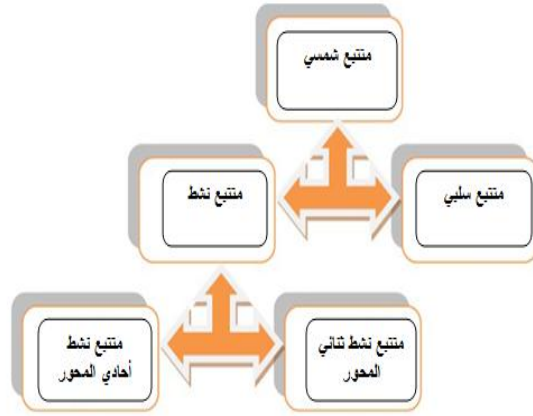 متتبع شمسي
متتبع نشط
متتبع سلبي
متتبع نشط
أحادي المحور
متتبع نشط ثنائي
المحور